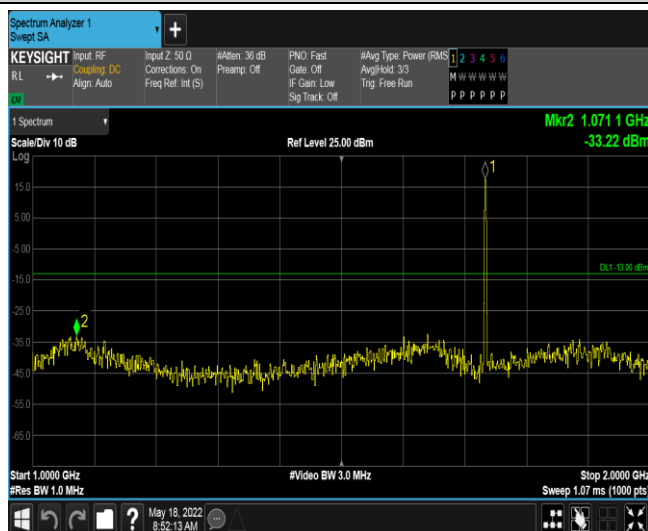 Spectrum Analyzer 1
Swept SA
+
KEYSIGHT
RL
Input: RF
Coupling: DC
Align: Auto
Input Z: 50 Ω
Corrections: On
Freq Ref: Int (S)
#Atten: 36 dB
Preamp: Off
PNO: Fast
Gate: Off
IF Gain: Low
Sig Track: Off
#Avg Type: Power (RMS
Avg|Hold: 3/3
Trig: Free Run
1 2 3 4 5 6
M W W W W W
P P P P P P
1 Spectrum
Mkr2 1.071 1 GHz
-33.22 dBm
Scale/Div 10 dB
Ref Level 25.00 dBm
Log
15.0
5.00
-5.00
-15.0
-25.0
-35.0
-45.0
-55.0
-65.0
1
DL1 -13.00 dBm
2
Start 1.0000 GHz
#Video BW 3.0 MHz
Stop 2.0000 GHz
#Res BW 1.0 MHz
Sweep 1.07 ms (1000 pts)
?
May 18, 2022
8:52:13 AM